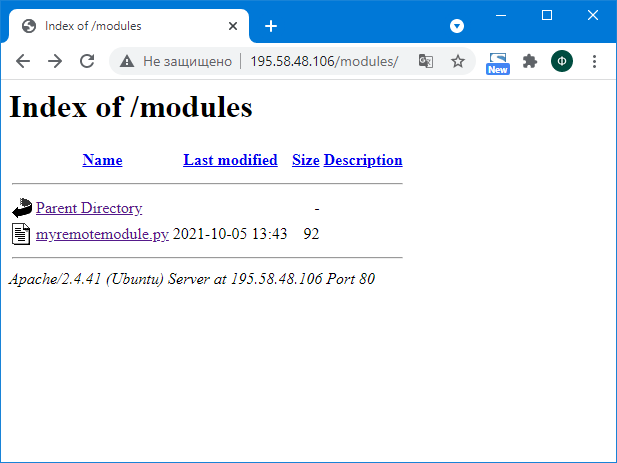 Index of /modules
Не защищено 195.58.48.106/modules/
New
Ф
Index of /modules
Name Last modified Size Description
Parent Directory -
myremotemodule.py 2021-10-05 13:43 92
Apache/2.4.41 (Ubuntu) Server at 195.58.48.106 Port 80